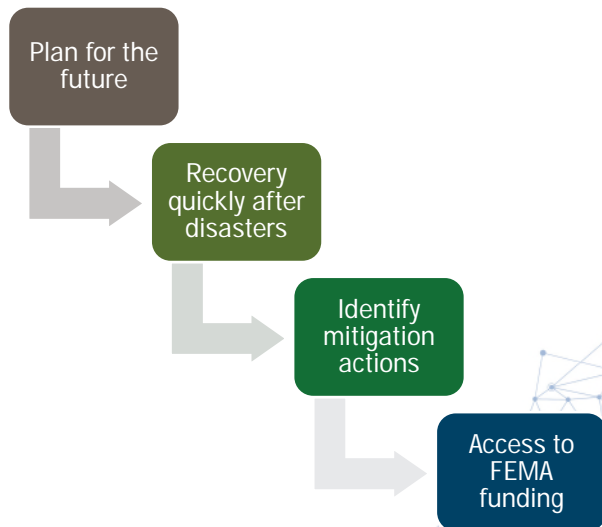 Plan for the
future
Recovery
quickly after
disasters
Identify
mitigation
actions
Access to
FEMA
funding